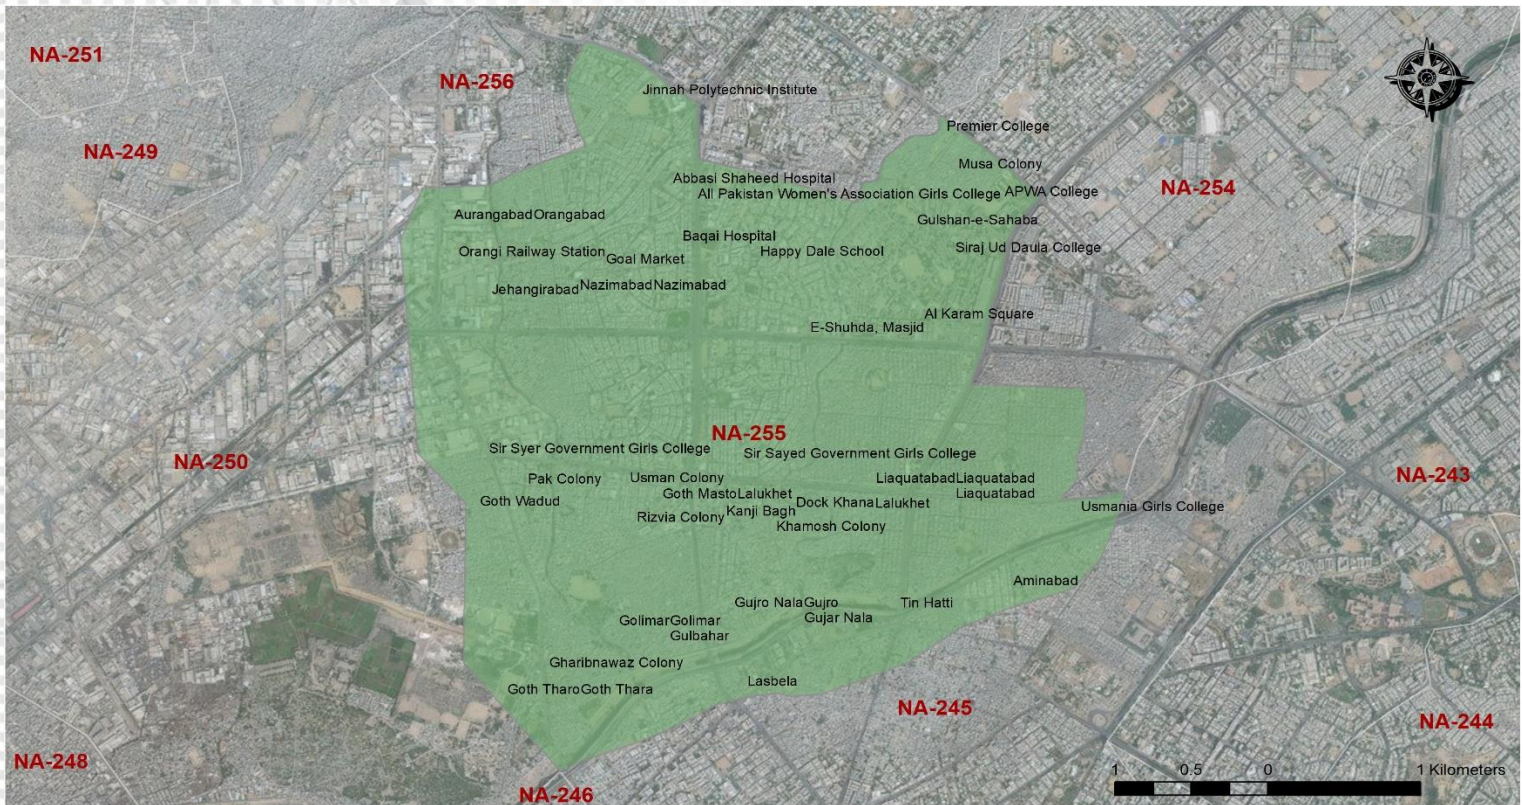 NA-251
NA-256
Jinnah Polytechnic Institute
Premier College
NA-249
Musa Colony
Abbasi Shaheed Hospital
NA-254
All Pakistan Women's Association Girls College
APWA College
AurangabadOrangabad
Gulshan-e-Sahaba
Baqai Hospital
Orangi Railway Station
Goal Market
Happy Dale School
Siraj Ud Daula College
Jehangirabad
NazimabadNazimabad
Al Karam Square
E-Shuhda, Masjid
NA-255
Sir Syer Government Girls College
Sir Sayed Government Girls College
NA-250
NA-243
Pak Colony
Usman Colony
LiaquatabadLiaquatabad
Goth MastoLalukhet
Liaquatabad
Goth Wadud
Dock Khana
Lalukhet
Usmania Girls College
Kanji Bagh
Rizvia Colony
Khamosh Colony
Aminabad
Gujro NalaGujro
Tin Hatti
Gujar Nala
GolimarGolimar
Gulbahar
Gharibnawaz Colony
Lasbela
Goth TharoGoth Thara
NA-245
NA-244
NA-248
1 0.5 0 1 Kilometers
NA-246